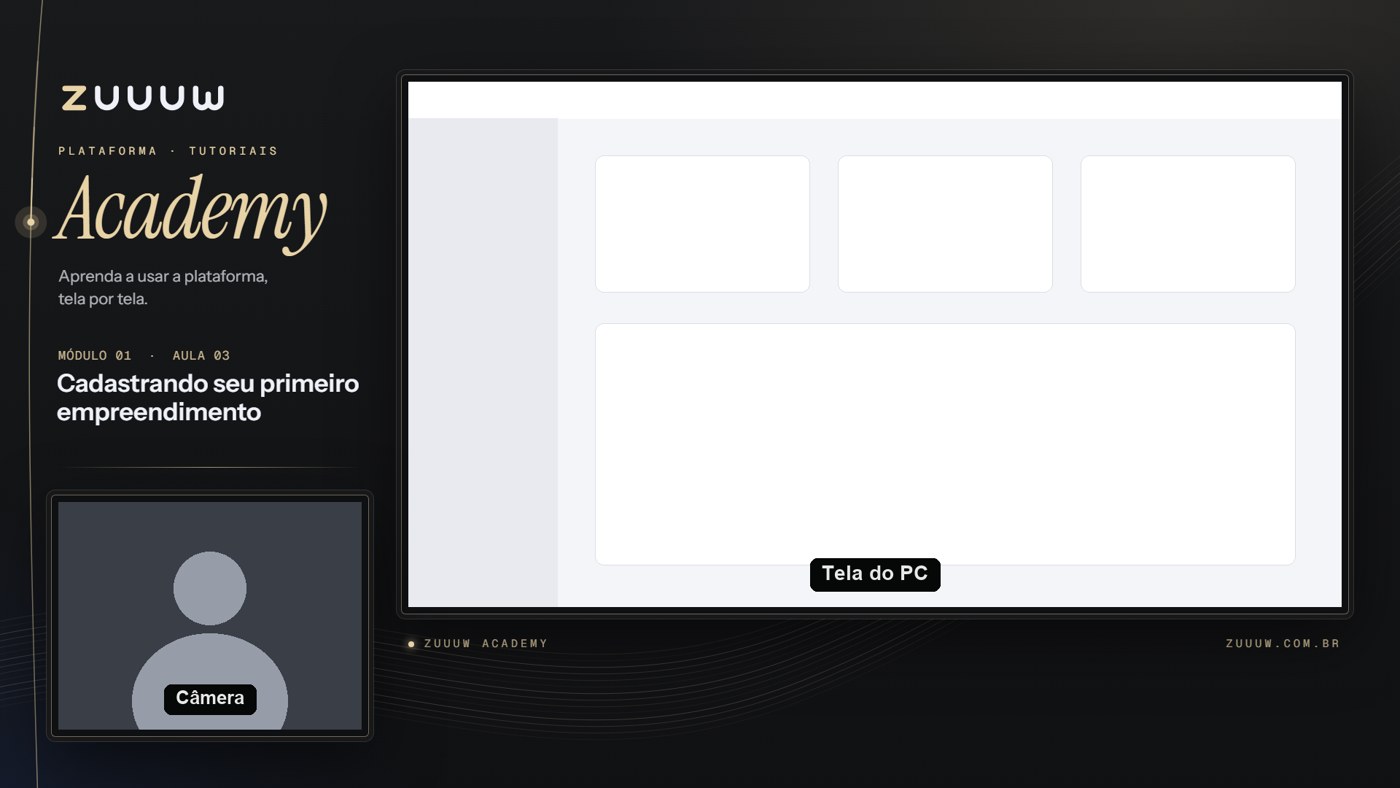 ZUUUW
PLATAFORMA · TUTORIAIS
Academy
Aprenda a usar a plataforma,
tela por tela.
MÓDULO 01 · AULA 03
Cadastrando seu primeiro
empreendimento
Câmera
Tela do PC
ZUUUW ACADEMY
ZUUUW.COM.BR